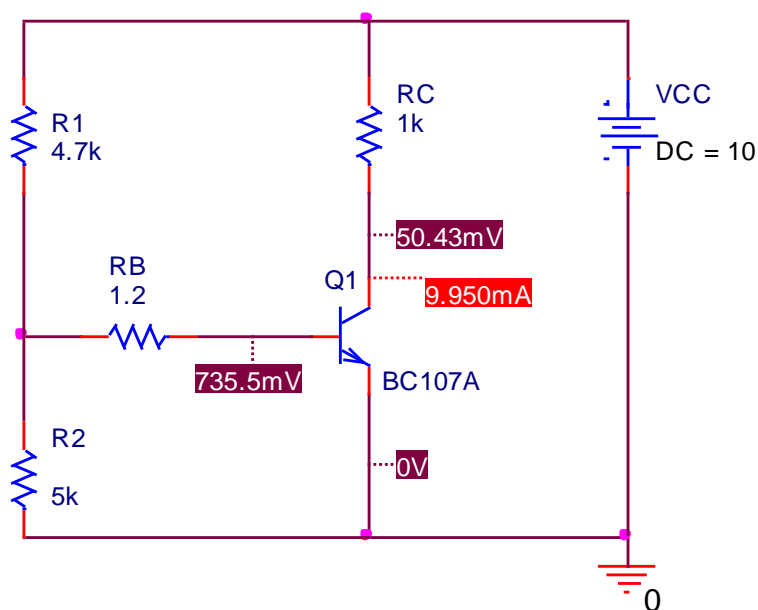 RC
1k
VCC
DC = 10
R1
4.7k
50.43mV
RB
1.2
Q1
9.950mA
735.5mV
BC107A
R2
5k
0V
0